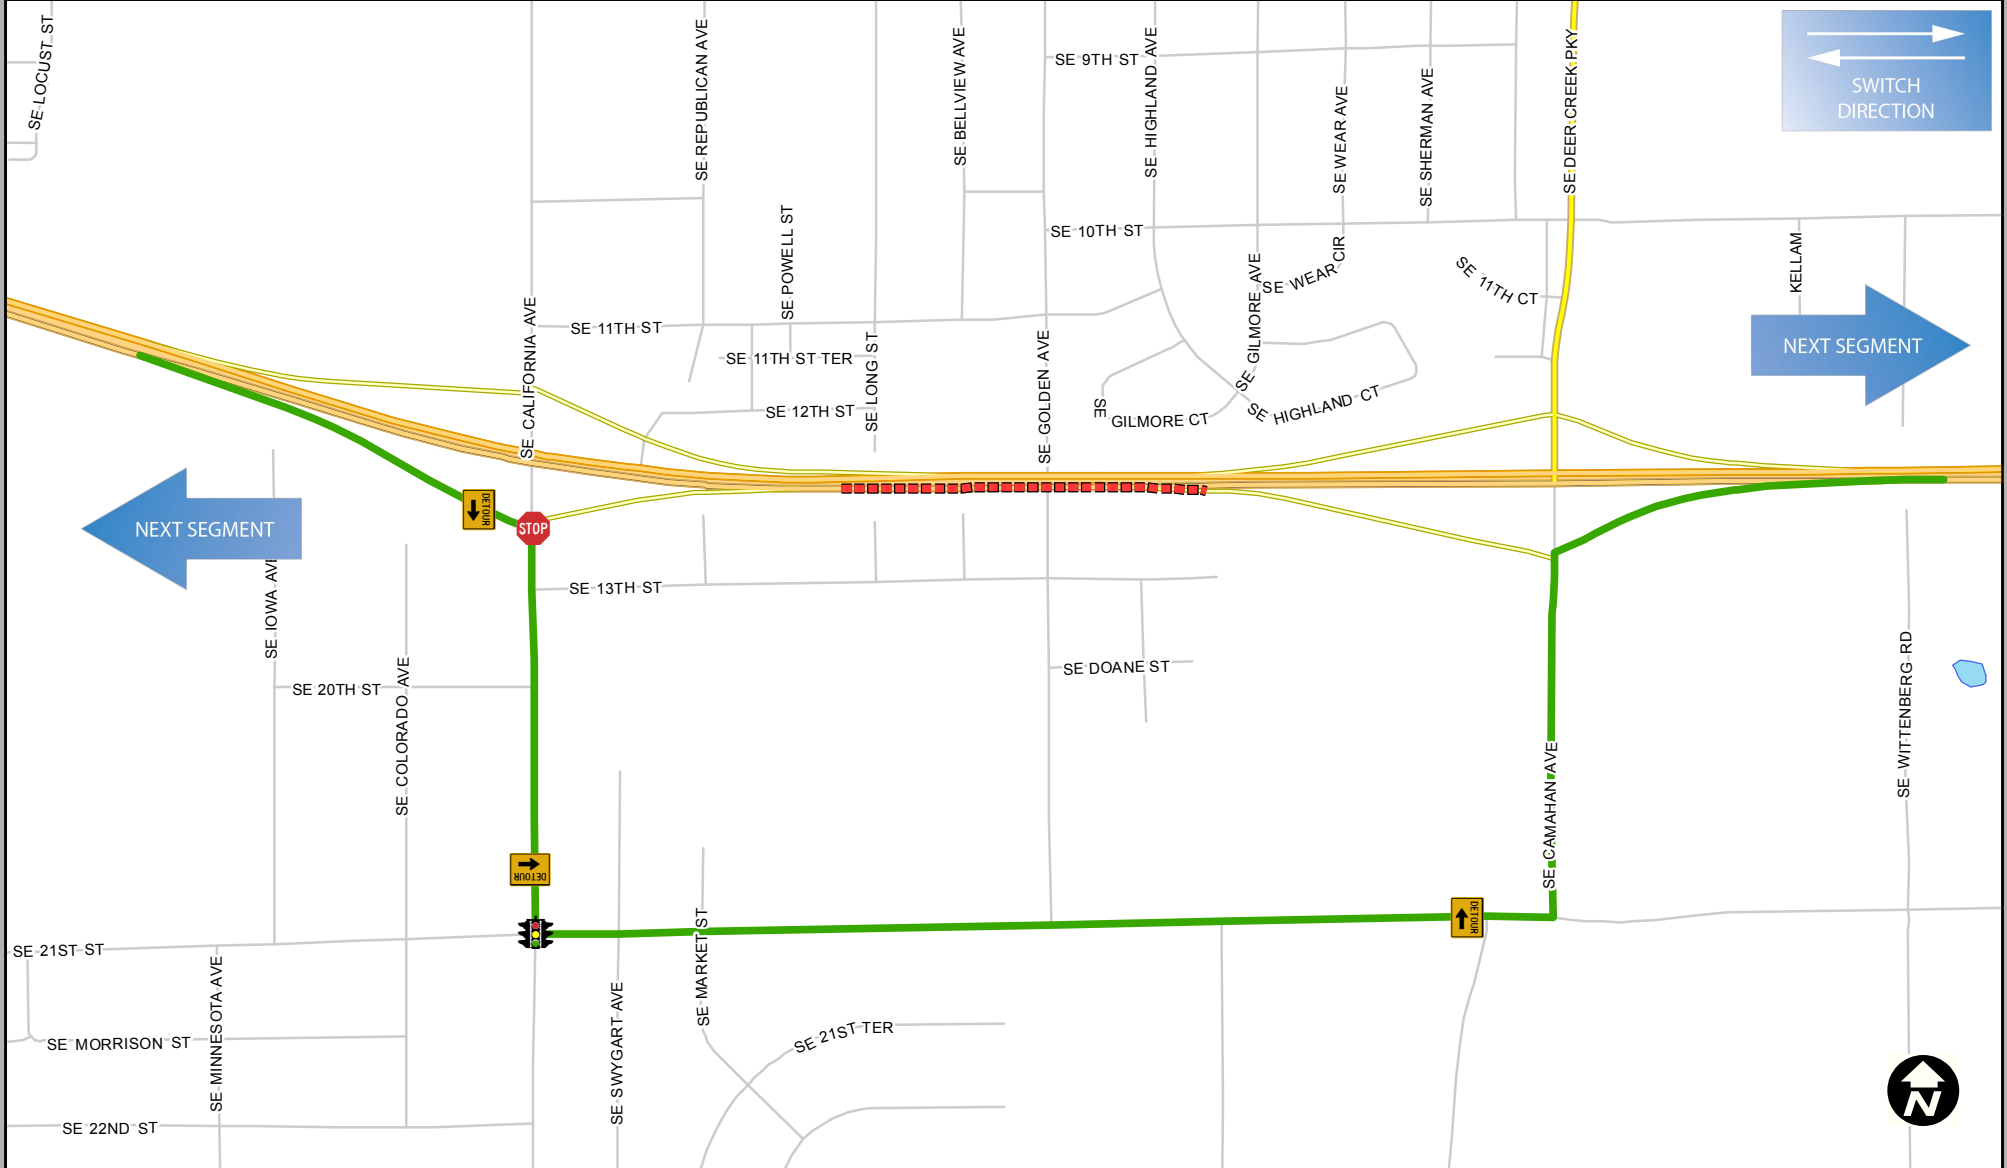 SE LOCUST ST
SE REPUBLICAN AVE
SE BELLVIEW AVE
SE 9TH ST
SE HIGHLAND AVE
SE WEAR AVE
SE SHERMAN AVE
SE DEER CREEK PKY
SWITCH
DIRECTION
SE POWELL ST
SE 10TH ST
SE WEAR CIR
SE GILMORE AVE
SE 11TH CT
KELLAM
SE CALIFORNIA AVE
SE 11TH ST
SE 11TH ST TER
SE LONG ST
SE GOLDEN AVE
NEXT SEGMENT
SE 12TH ST
SE GILMORE CT
SE HIGHLAND CT
DETOUR
STOP
NEXT SEGMENT
SE IOWA AVE
SE 13TH ST
SE COLORADO AVE
SE 20TH ST
SE DOANE ST
SE WITTENBERG RD
SE CAMAHAN AVE
DETOUR
DETOUR
SE 21ST ST
SE MARKET ST
SE MINNESOTA AVE
SE SWYGART AVE
SE MORRISON ST
SE 21ST TER
SE 22ND ST
N